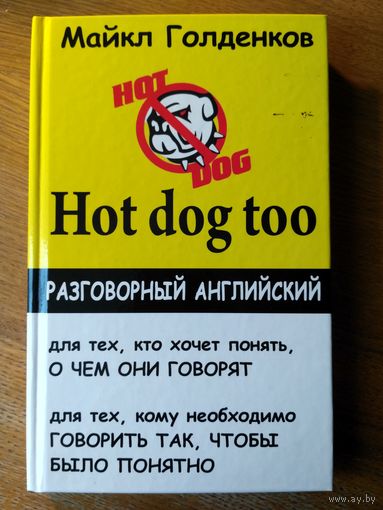 Майкл Голденков
HOT
DOG
Hot dog too
РАЗГОВОРНЫЙ АНГЛИЙСКИЙ
для тех, кто хочет понять,
О ЧЕМ ОНИ ГОВОРЯТ
для тех, кому необходимо
ГОВОРИТЬ ТАК, ЧТОБЫ
БЫЛО ПОНЯТНО
www.ay.by